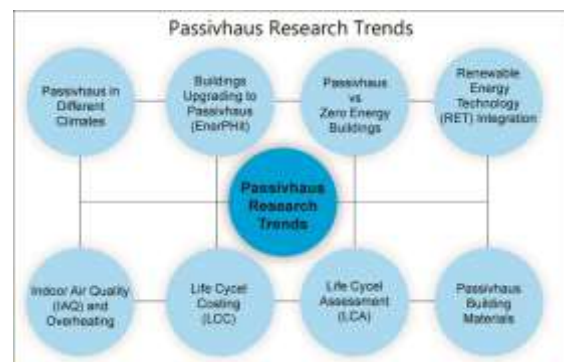 Passivhaus Research Trends
Passivhaus in
Different
Climates
Buildings
Upgrading to
Passivhaus
(EnerPHit)
Passivhaus
vs
Zero Energy
Buildings
Renewable
Energy
Technology
(RET) Integration
Passivhaus
Research
Trends
Indoor Air Quality
(IAQ) and
Overheating
Life Cycel
Costing
(LCC)
Life Cycel
Assessment
(LCA)
Passivhaus
Building
Materials